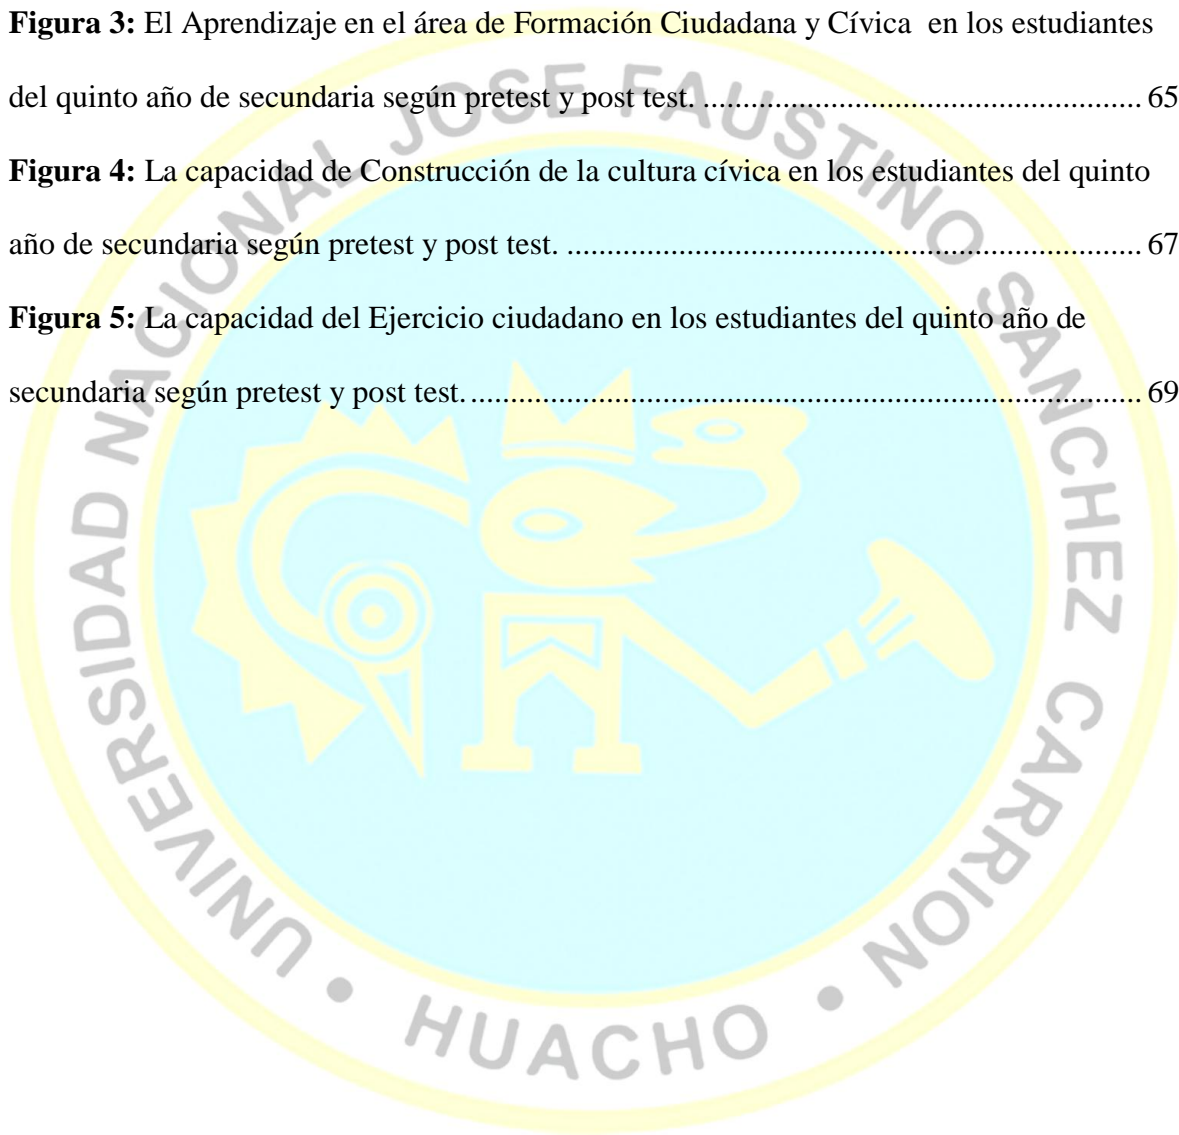 Figura 3: El Aprendizaje en el área de Formación Ciudadana y Cívica  en los estudiantes
del quinto año de secundaria según pretest y post test. ........................................................ 65
Figura 4: La capacidad de Construcción de la cultura cívica en los estudiantes del quinto
año de secundaria según pretest y post test. ......................................................................... 67
Figura 5: La capacidad del Ejercicio ciudadano en los estudiantes del quinto año de
secundaria según pretest y post test. ..................................................................................... 69
UNIVERSIDAD NACIONAL JOSE FAUSTINO SANCHEZ CARRION • HUACHO •